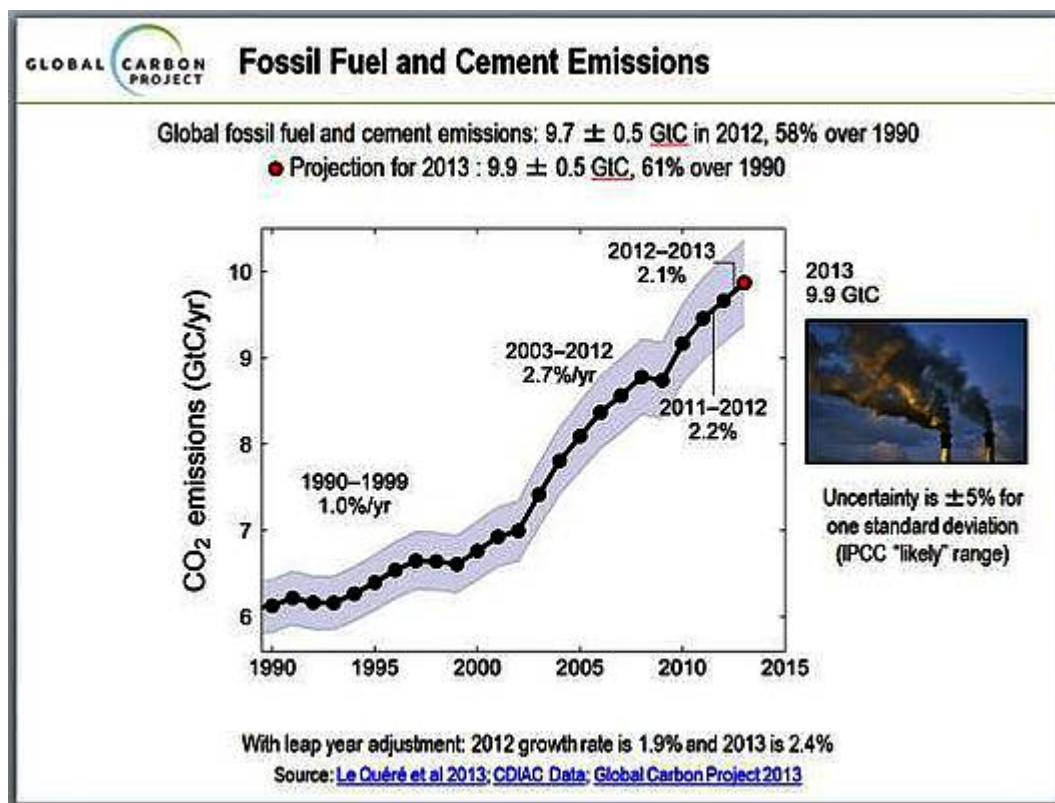 GLOBAL CARBON PROJECT
Fossil Fuel and Cement Emissions
Global fossil fuel and cement emissions: 9.7 ± 0.5 GtC in 2012, 58% over 1990
Projection for 2013 : 9.9 ± 0.5 GtC, 61% over 1990
CO2 emissions (GtC/yr)
10
9
8
7
6
1990
1995
2000
2005
2010
2015
1990–1999
1.0%/yr
2003–2012
2.7%/yr
2012–2013
2.1%
2011–2012
2.2%
2013
9.9 GtC
Uncertainty is ±5% for
one standard deviation
(IPCC “likely” range)
With leap year adjustment: 2012 growth rate is 1.9% and 2013 is 2.4%
Source: Le Quéré et al 2013; CDIAC Data; Global Carbon Project 2013